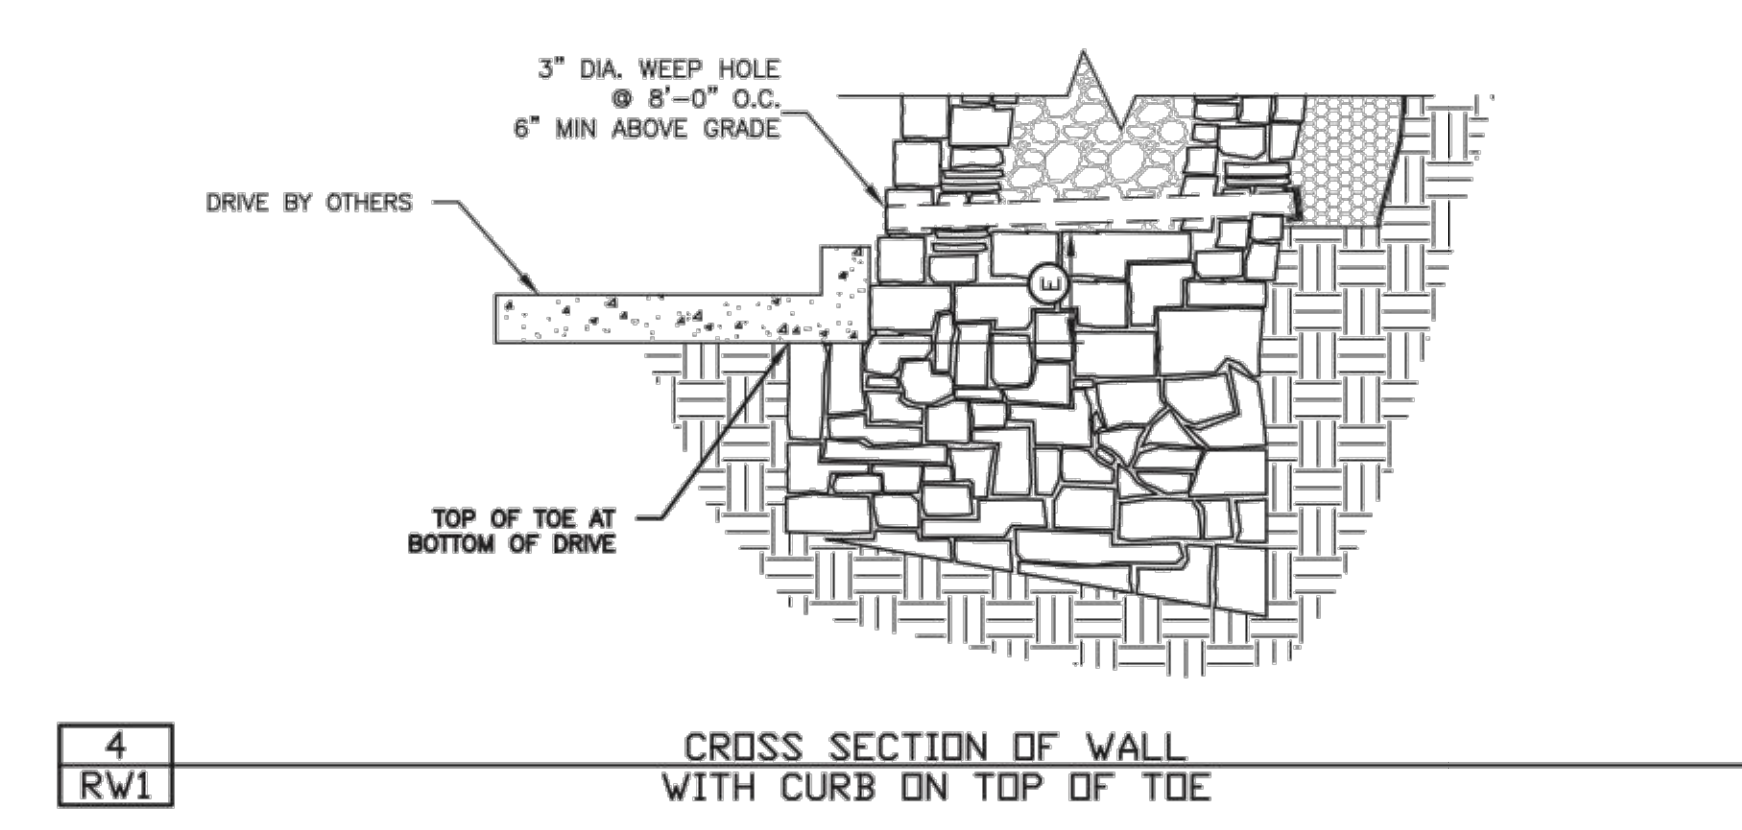 3" DIA. WEEP HOLE
@ 8'-0" O.C.
6" MIN ABOVE GRADE
DRIVE BY OTHERS
E
TOP OF TOE AT
BOTTOM OF DRIVE
4
RW1
CROSS SECTION OF WALL
WITH CURB ON TOP OF TOE